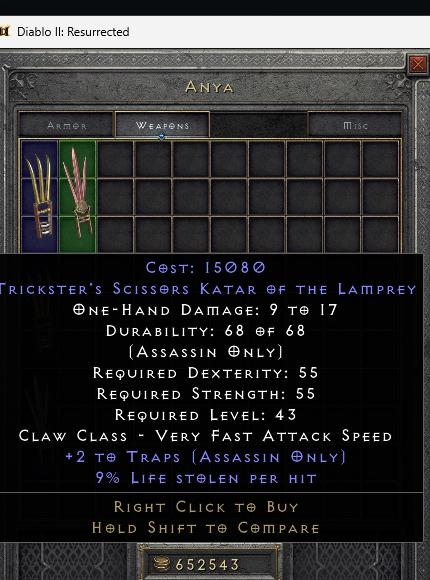 Diablo II: Resurrected
Anya
Armor Weapons Misc
Cost: 15080
Trickster's Scissors Katar of the Lamprey
One-Hand Damage: 9 to 17
Durability: 68 of 68
(Assassin Only)
Required Dexterity: 55
Required Strength: 55
Required Level: 43
Claw Class - Very Fast Attack Speed
+2 to Traps (Assassin Only)
9% Life stolen per hit
Right Click to Buy
Hold Shift to Compare
652543